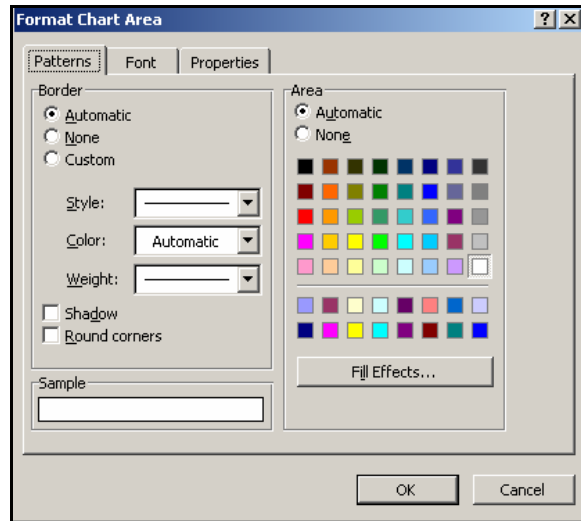 Format Chart Area
Patterns Font Properties
Border
Automatic
None
Custom
Style:
Color: Automatic
Weight:
Shadow
Round corners
Sample
Area
Automatic
None
Fill Effects...
OK Cancel